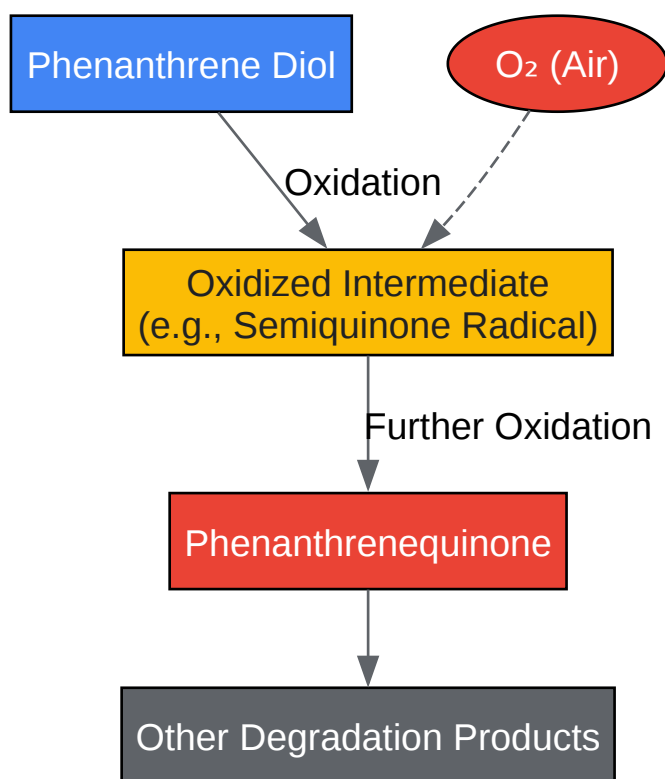 Phenanthrene Diol
O₂ (Air)
Oxidation
Oxidized Intermediate
(e.g., Semiquinone Radical)
Further Oxidation
Phenanthrenequinone
Other Degradation Products